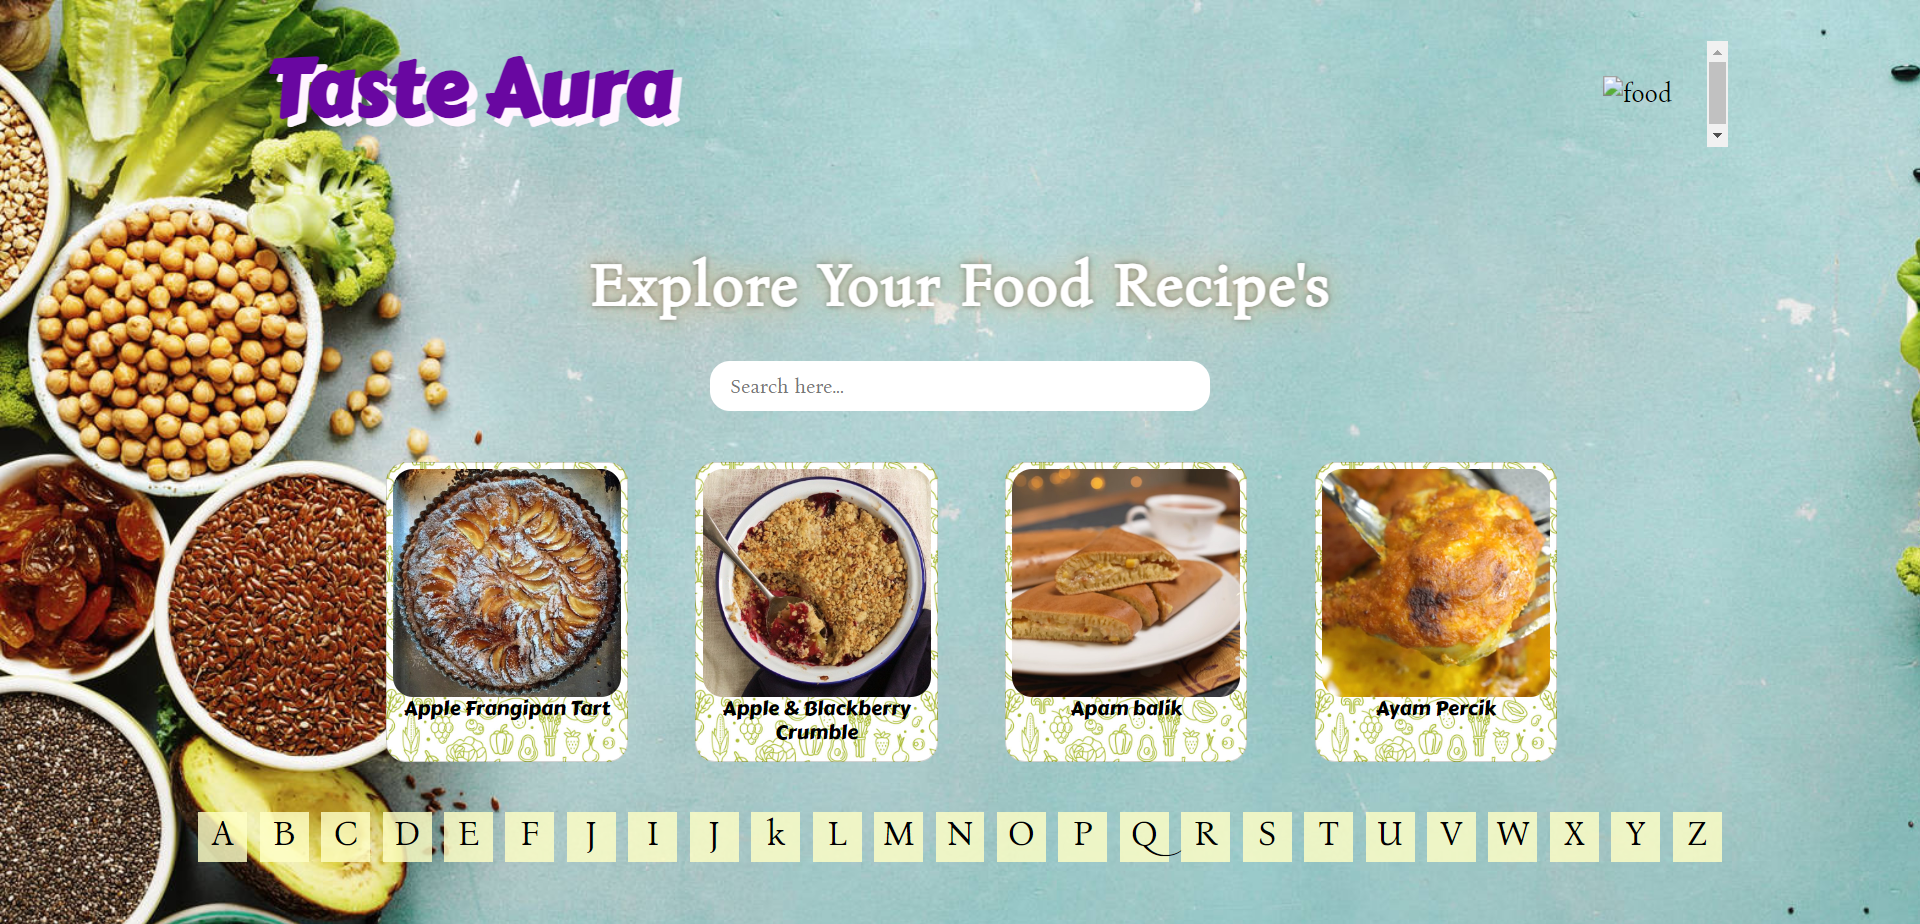 Taste Aura
food
Explore Your Food Recipe's
Search here...
Apple Frangipan Tart
Apple & Blackberry
Crumble
Apam balik
Ayam Percik
A B C D E F J I J k L M N O P Q R S T U V W X Y Z